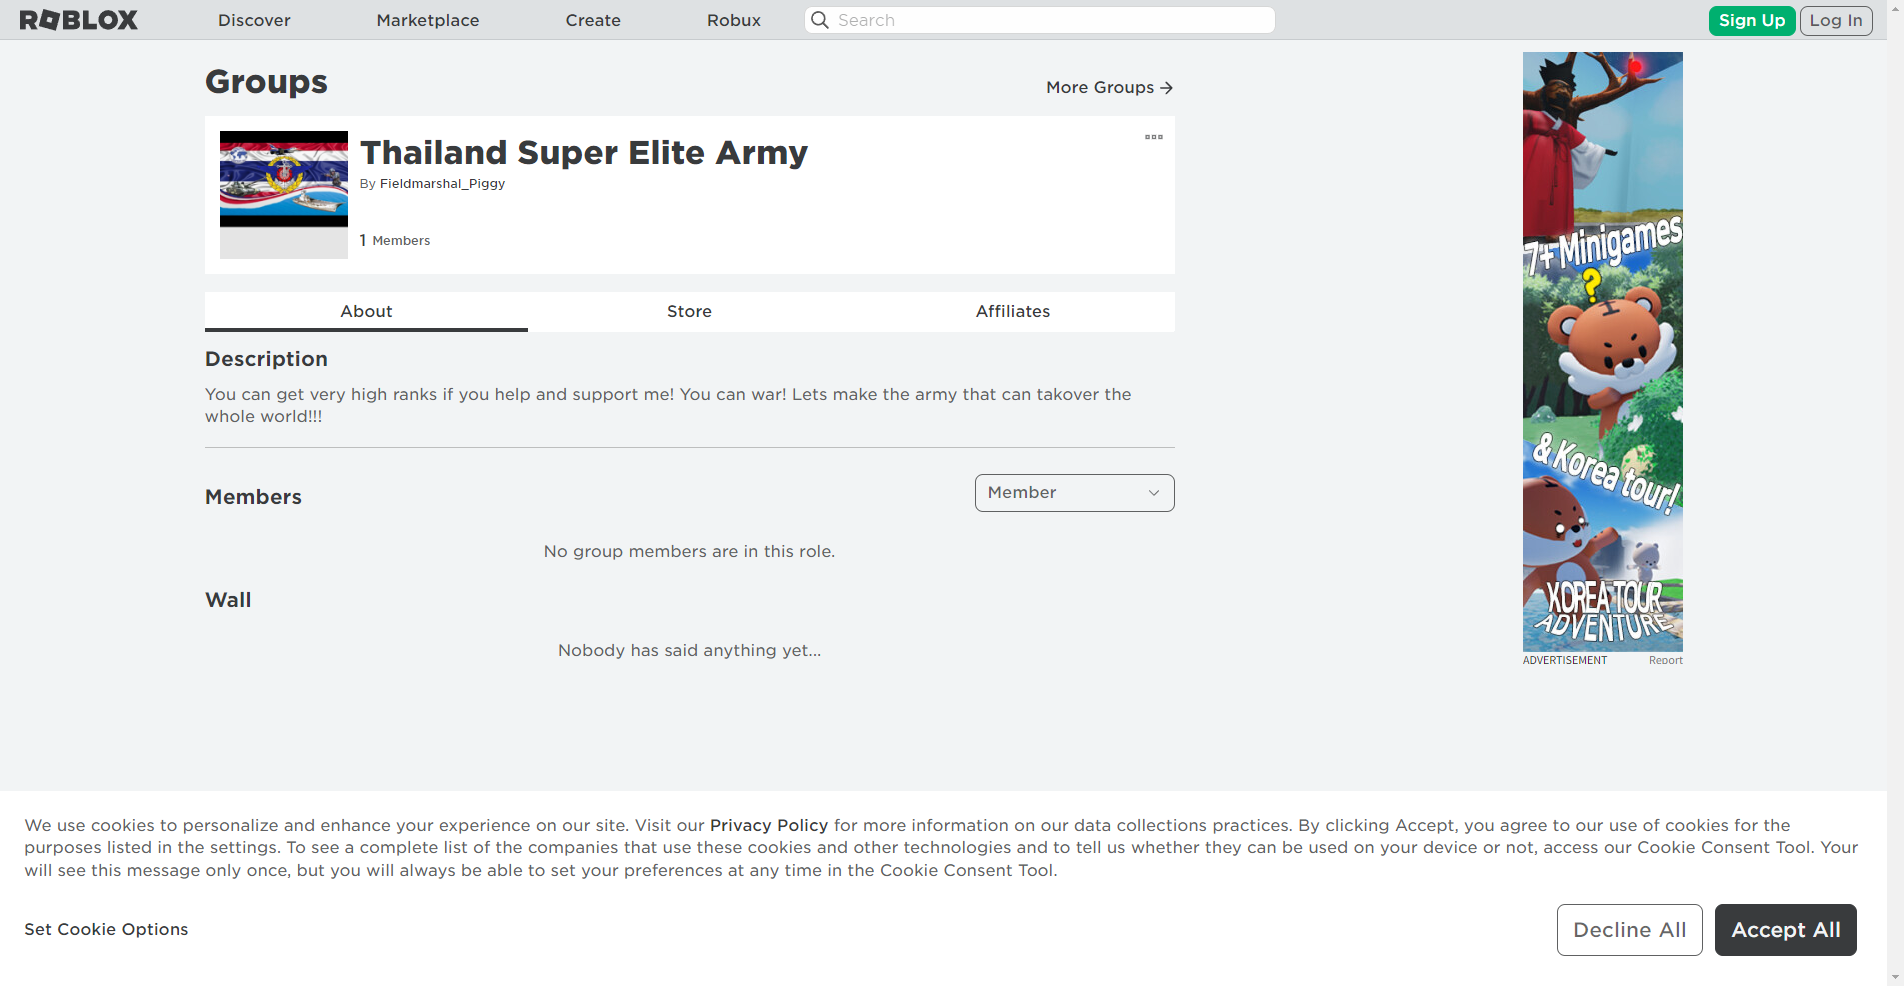 ROBLOX
Discover
Marketplace
Create
Robux
Search
Sign Up
Log In
Groups
More Groups
Thailand Super Elite Army
By Fieldmarshal_Piggy
1 Members
About
Store
Affiliates
Description
You can get very high ranks if you help and support me! You can war! Lets make the army that can takover the
whole world!!!
Members
Member
No group members are in this role.
Wall
Nobody has said anything yet...
7+ Minigames
?
& Korea tour!
KOREA TOUR
ADVENTURE
ADVERTISEMENT
Report
We use cookies to personalize and enhance your experience on our site. Visit our Privacy Policy for more information on our data collections practices. By clicking Accept, you agree to our use of cookies for the
purposes listed in the settings. To see a complete list of the companies that use these cookies and other technologies and to tell us whether they can be used on your device or not, access our Cookie Consent Tool. Your
will see this message only once, but you will always be able to set your preferences at any time in the Cookie Consent Tool.
Set Cookie Options
Decline All
Accept All